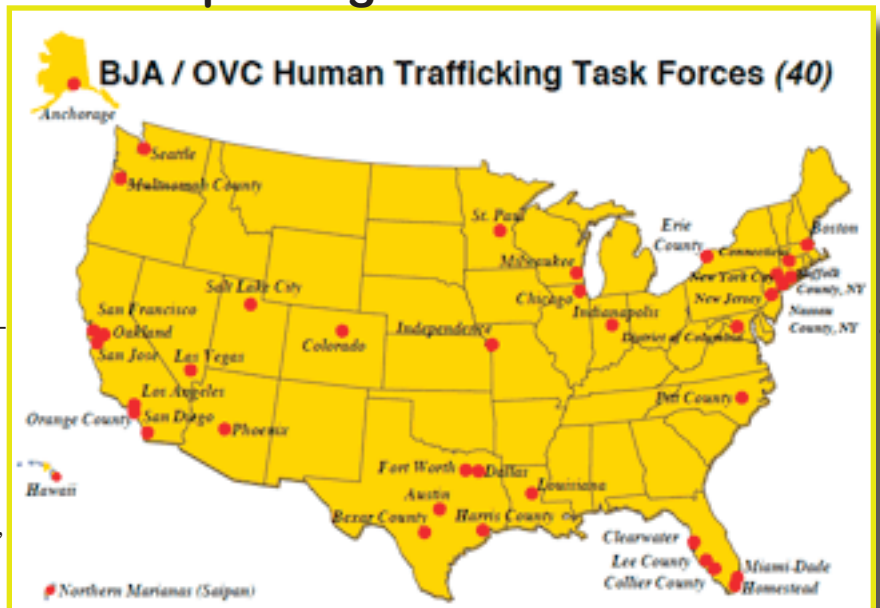 BJA / OVC Human Trafficking Task Forces (40)
Anchorage
Seattle
Multnomah County
St. Paul
Erie
County
Boston
Connecticut
Milwaukee
New York City
Suffolk
County, NY
Salt Lake City
Chicago
New Jersey
Nassau
County, NY
San Francisco
Indianapolis
Oakland
Colorado
Independence
District of Columbia
San Jose
Las Vegas
Los Angeles
Pitt County
Orange County
San Diego
Phoenix
Fort Worth
Dallas
Hawaii
Austin
Louisiana
Bexar County
Harris County
Clearwater
Lee County
Miami-Dade
Collier County
Homestead
Northern Marianas (Saipan)